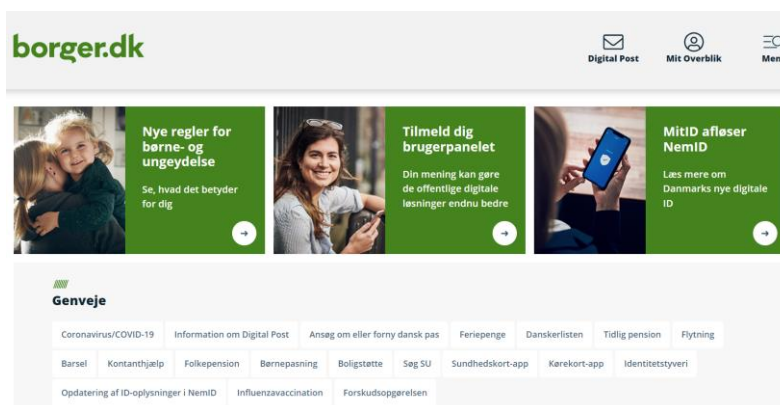 borger.dk
Digital Post
Mit Overblik
Nye regler for
børne- og
ungeydelse
Se, hvad det betyder
for dig
Tilmeld dig
brugerpanelet
Din mening kan gøre
de offentlige digitale
løsninger endnu bedre
MitID afløser
NemID
Læs mere om
Danmarks nye digitale
ID
Genveje
Coronavirus/COVID-19 Information om Digital Post Ansøg om eller forny dansk pas Feriepenge Danskerlisten Tidlig pension Flytning
Barsel Kontanthjælp Folkepension Børnepasning Boligstøtte Søg SU Sundhedskort-app Kørekort-app Identitetstyveri
Opdatering af ID-oplysninger i NemID Influenzavaccination Forskudsopgørelsen